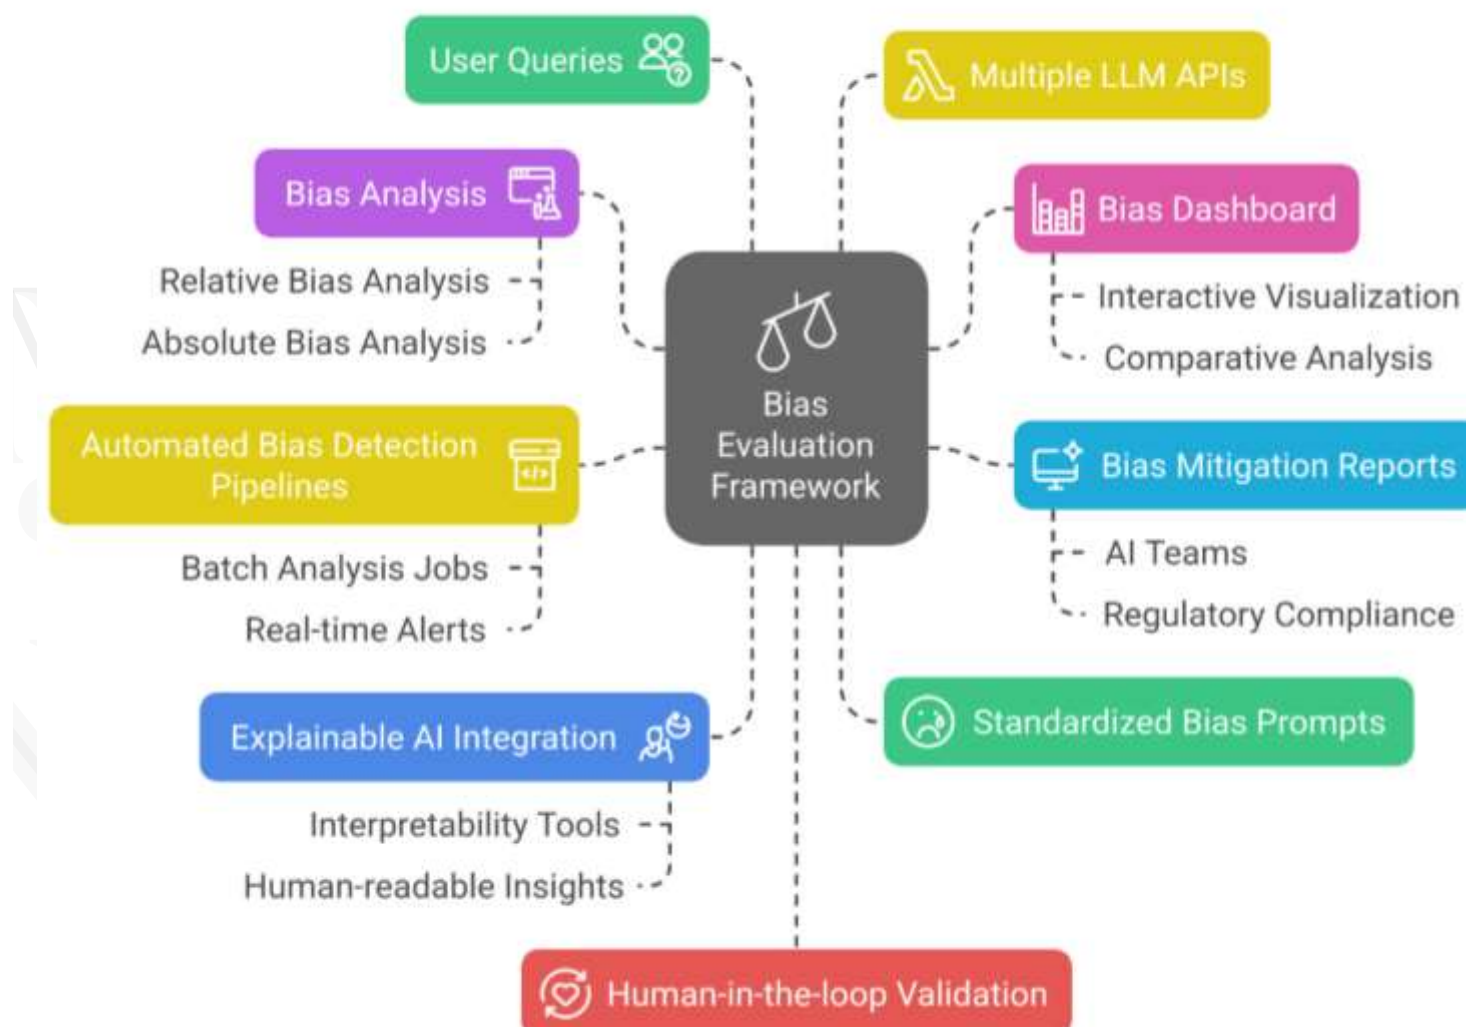 User Queries
Multiple LLM APIs
Bias Analysis
Relative Bias Analysis
Absolute Bias Analysis
Bias Dashboard
Interactive Visualization
Comparative Analysis
Bias
Evaluation
Framework
Automated Bias Detection
Pipelines
Batch Analysis Jobs
Real-time Alerts
Bias Mitigation Reports
AI Teams
Regulatory Compliance
Explainable AI Integration
Interpretability Tools
Human-readable Insights
Standardized Bias Prompts
Human-in-the-loop Validation